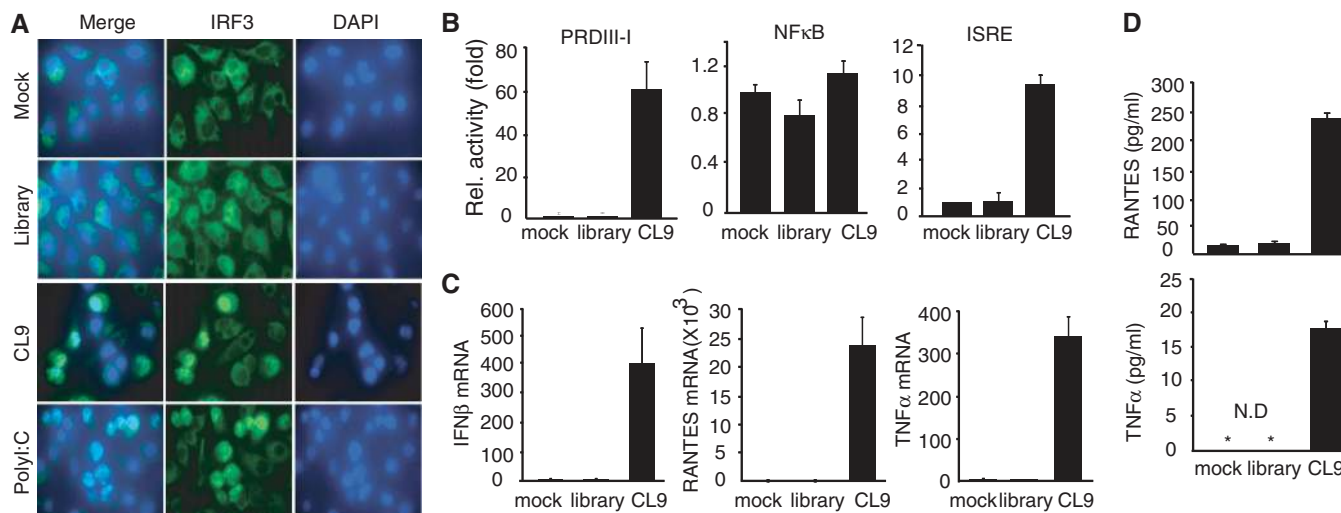 A
Merge IRF3 DAPI
Mock
Library
CL9
PolyI:C
B
PRDIII-I
Rel. activity (fold)
80
60
40
20
0
mock library CL9
NFκB
1.2
0.8
0.4
0
mock library CL9
ISRE
12
10
8
6
4
2
0
mock library CL9
C
IFNβ mRNA
600
500
400
300
200
100
0
mock library CL9
RANTES mRNA(X10³)
30
25
20
15
10
5
0
mock library CL9
TNFα mRNA
400
300
200
100
0
mock library CL9
D
RANTES (pg/ml)
300
250
200
150
100
50
0
TNFα (pg/ml)
25
20
15
10
5
0
N.D
* *
mock library CL9